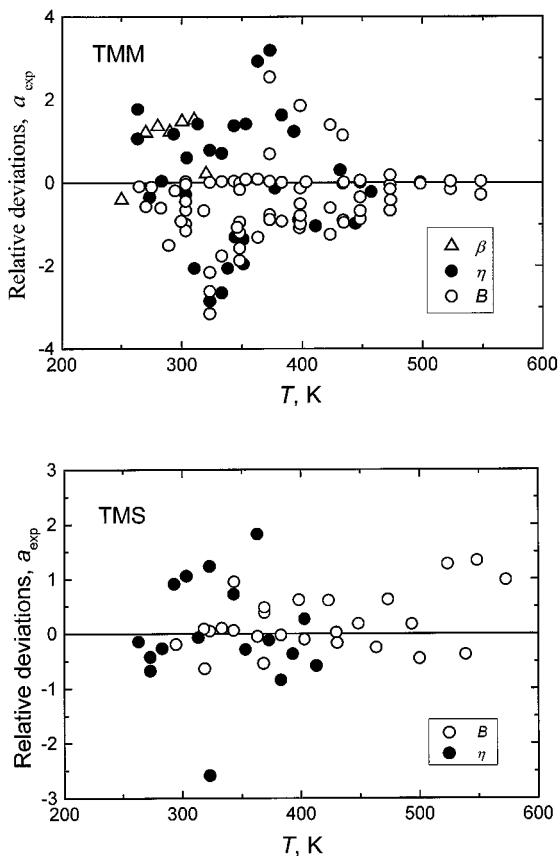 TMM
Relative deviations, a_exp
4
2
0
-2
-4
200
300
400
500
600
T, K
β
η
B
TMS
Relative deviations, a_exp
3
2
1
0
-1
-2
-3
200
300
400
500
600
T, K
B
η